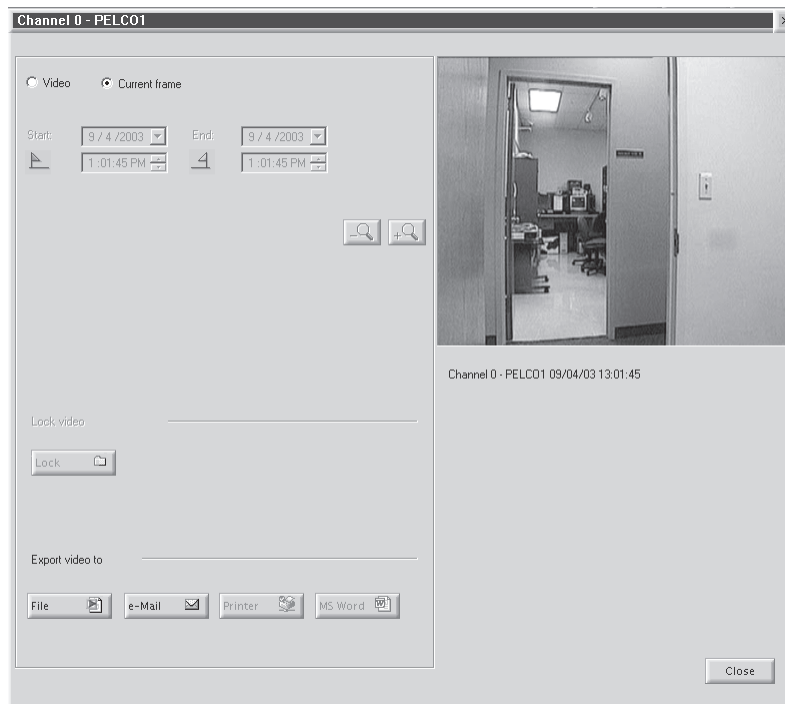 Channel 0 - PELCO1
Video Current frame
Start: 9 / 4 /2003 End: 9 / 4 /2003
1 :01:45 PM 1 :01:45 PM
Channel 0 - PELCO1 09/04/03 13:01:45
Lock video
Lock
Export video to
File e-Mail Printer MS Word
Close